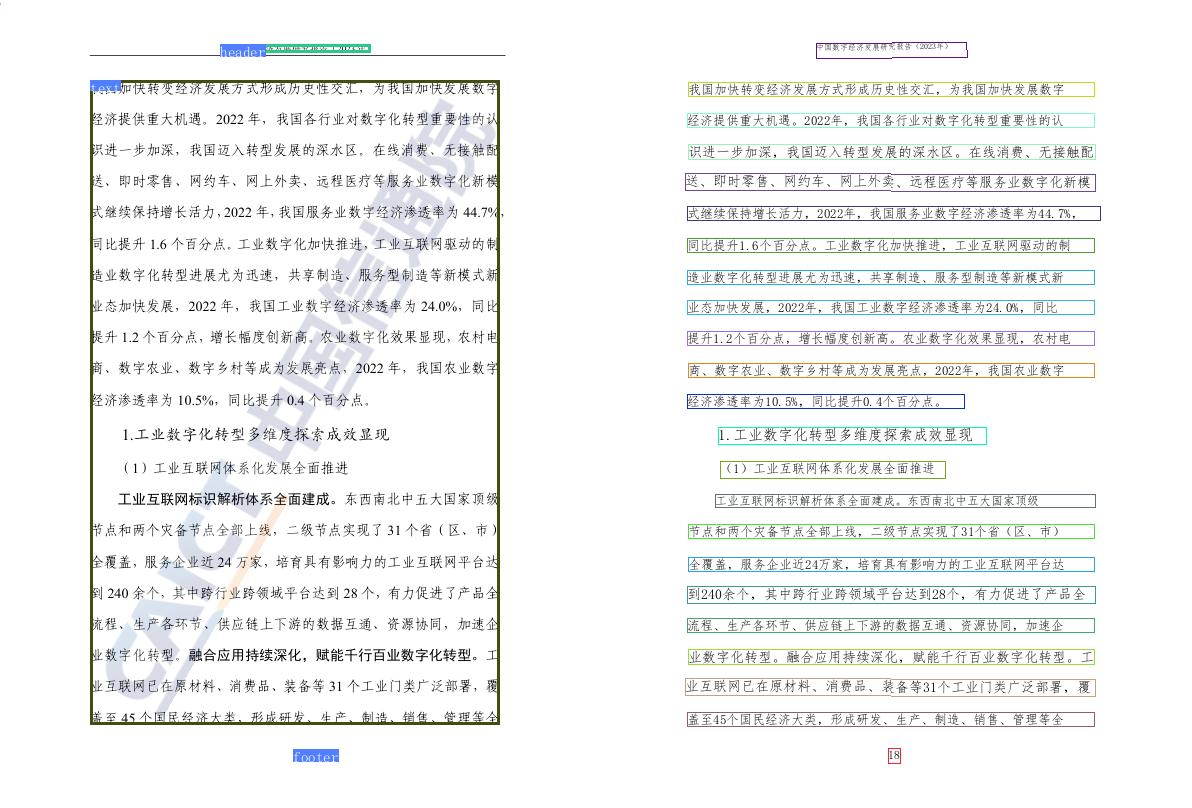 header
text
我国加快转变经济发展方式形成历史性交汇，为我国加快发展数字
经济提供重大机遇。2022 年，我国各行业对数字化转型重要性的认
识进一步加深，我国迈入转型发展的深水区。在线消费、无接触配
送、即时零售、网约车、网上外卖、远程医疗等服务业数字化新模
式继续保持增长活力，2022 年，我国服务业数字经济渗透率为 44.7%，
同比提升 1.6 个百分点。工业数字化加快推进，工业互联网驱动的制
造业数字化转型进展尤为迅速，共享制造、服务型制造等新模式新
业态加快发展，2022 年，我国工业数字经济渗透率为 24.0%，同比
提升 1.2 个百分点，增长幅度创新高。农业数字化效果显现，农村电
商、数字农业、数字乡村等成为发展亮点，2022 年，我国农业数字
经济渗透率为 10.5%，同比提升 0.4 个百分点。
1.工业数字化转型多维度探索成效显现
（1）工业互联网体系化发展全面推进
工业互联网标识解析体系全面建成。东西南北中五大国家顶级
节点和两个灾备节点全部上线，二级节点实现了 31 个省（区、市）
全覆盖，服务企业近 24 万家，培育具有影响力的工业互联网平台达
到 240 余个，其中跨行业跨领域平台达到 28 个，有力促进了产品全
流程、生产各环节、供应链上下游的数据互通、资源协同，加速企
业数字化转型。融合应用持续深化，赋能千行百业数字化转型。工
业互联网已在原材料、消费品、装备等 31 个工业门类广泛部署，覆
盖至 45 个国民经济大类，形成研发、生产、制造、销售、管理等全
footer
CAICT 中国信通院
中国数字经济发展研究报告（2023年）
我国加快转变经济发展方式形成历史性交汇，为我国加快发展数字
经济提供重大机遇。2022年，我国各行业对数字化转型重要性的认
识进一步加深，我国迈入转型发展的深水区。在线消费、无接触配
送、即时零售、网约车、网上外卖、远程医疗等服务业数字化新模
式继续保持增长活力，2022年，我国服务业数字经济渗透率为44.7%，
同比提升1.6个百分点。工业数字化加快推进，工业互联网驱动的制
造业数字化转型进展尤为迅速，共享制造、服务型制造等新模式新
业态加快发展，2022年，我国工业数字经济渗透率为24.0%，同比
提升1.2个百分点，增长幅度创新高。农业数字化效果显现，农村电
商、数字农业、数字乡村等成为发展亮点，2022年，我国农业数字
经济渗透率为10.5%，同比提升0.4个百分点。
1.工业数字化转型多维度探索成效显现
（1）工业互联网体系化发展全面推进
工业互联网标识解析体系全面建成。东西南北中五大国家顶级
节点和两个灾备节点全部上线，二级节点实现了31个省（区、市）
全覆盖，服务企业近24万家，培育具有影响力的工业互联网平台达
到240余个，其中跨行业跨领域平台达到28个，有力促进了产品全
流程、生产各环节、供应链上下游的数据互通、资源协同，加速企
业数字化转型。融合应用持续深化，赋能千行百业数字化转型。工
业互联网已在原材料、消费品、装备等31个工业门类广泛部署，覆
盖至45个国民经济大类，形成研发、生产、制造、销售、管理等全
18